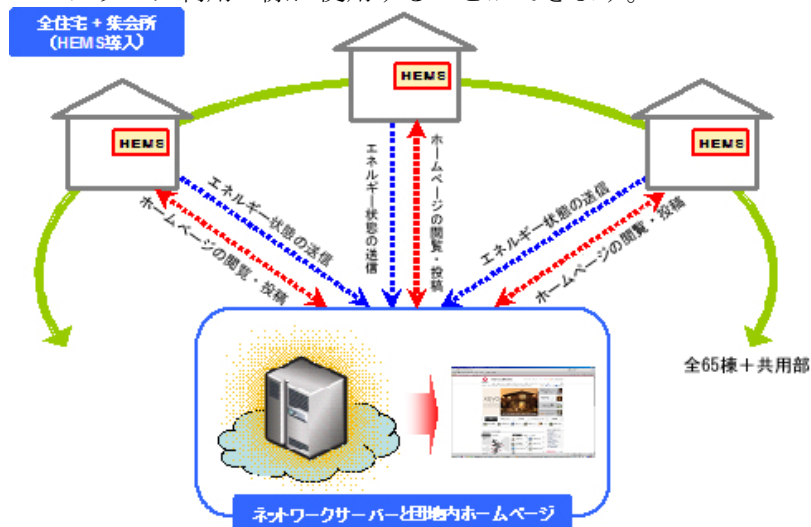 全住宅+集会所
(HEMS導入)
HEMS
HEMS
HEMS
エネルギー状態の送信
ホームページの閲覧・投稿
エネルギー状態の送信
ホームページの閲覧・投稿
エネルギー状態の送信
ホームページの閲覧・投稿
全65棟+共用部
ネットワークサーバーと団地内ホームページ